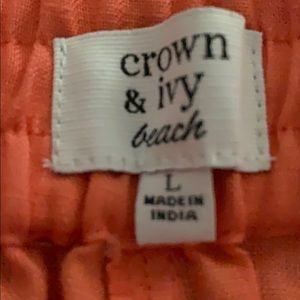 crown
& ivy
beach
L
MADE IN
INDIA